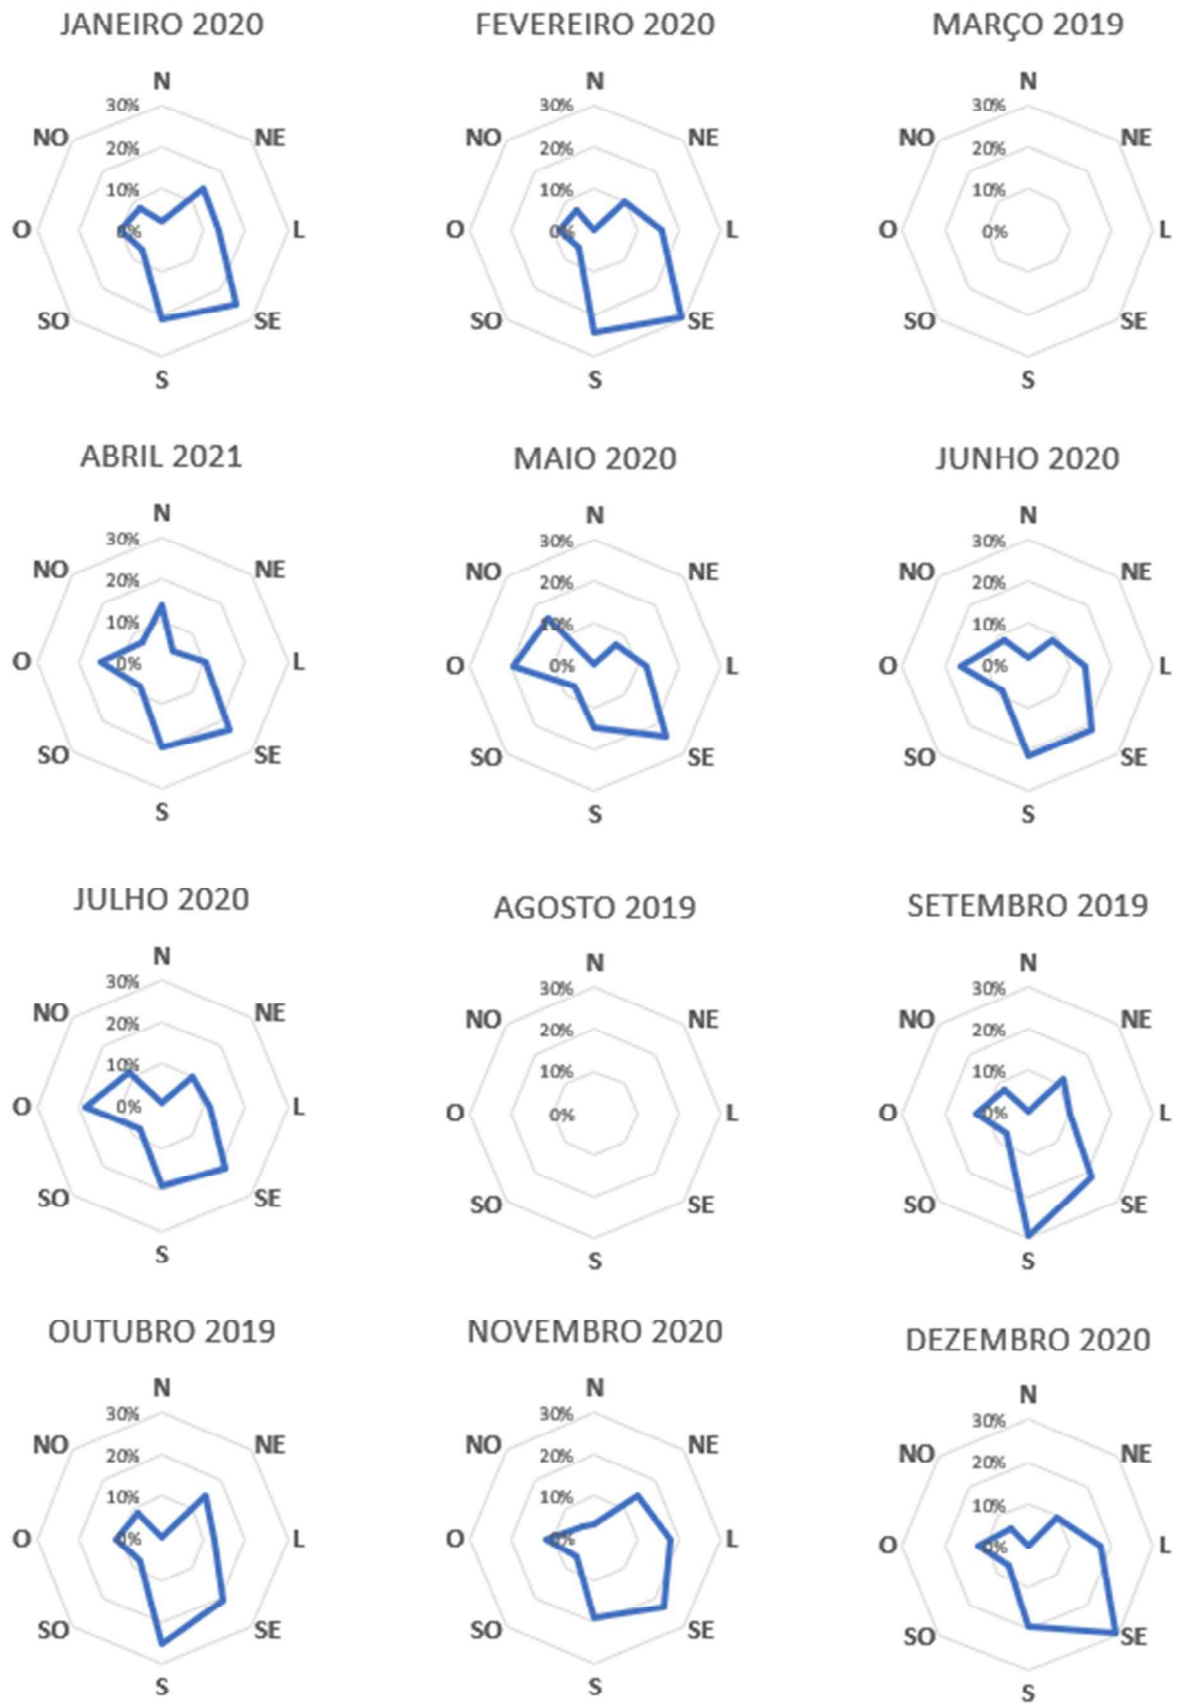 JANEIRO 2020
N
30%
NO
NE
20%
10%
O
0%
L
SO
SE
S
FEVEREIRO 2020
N
30%
NO
NE
20%
10%
O
0%
L
SO
SE
S
MARÇO 2019
N
30%
NO
NE
20%
10%
O
0%
L
SO
SE
S
ABRIL 2021
N
30%
NO
NE
20%
10%
O
0%
L
SO
SE
S
MAIO 2020
N
30%
NO
NE
20%
10%
O
0%
L
SO
SE
S
JUNHO 2020
N
30%
NO
NE
20%
10%
O
0%
L
SO
SE
S
JULHO 2020
N
30%
NO
NE
20%
10%
O
0%
L
SO
SE
S
AGOSTO 2019
N
30%
NO
NE
20%
10%
O
0%
L
SO
SE
S
SETEMBRO 2019
N
30%
NO
NE
20%
10%
O
0%
L
SO
SE
S
OUTUBRO 2019
N
30%
NO
NE
20%
10%
O
0%
L
SO
SE
S
NOVEMBRO 2020
N
30%
NO
NE
20%
10%
O
0%
L
SO
SE
S
DEZEMBRO 2020
N
30%
NO
NE
20%
10%
O
0%
L
SO
SE
S